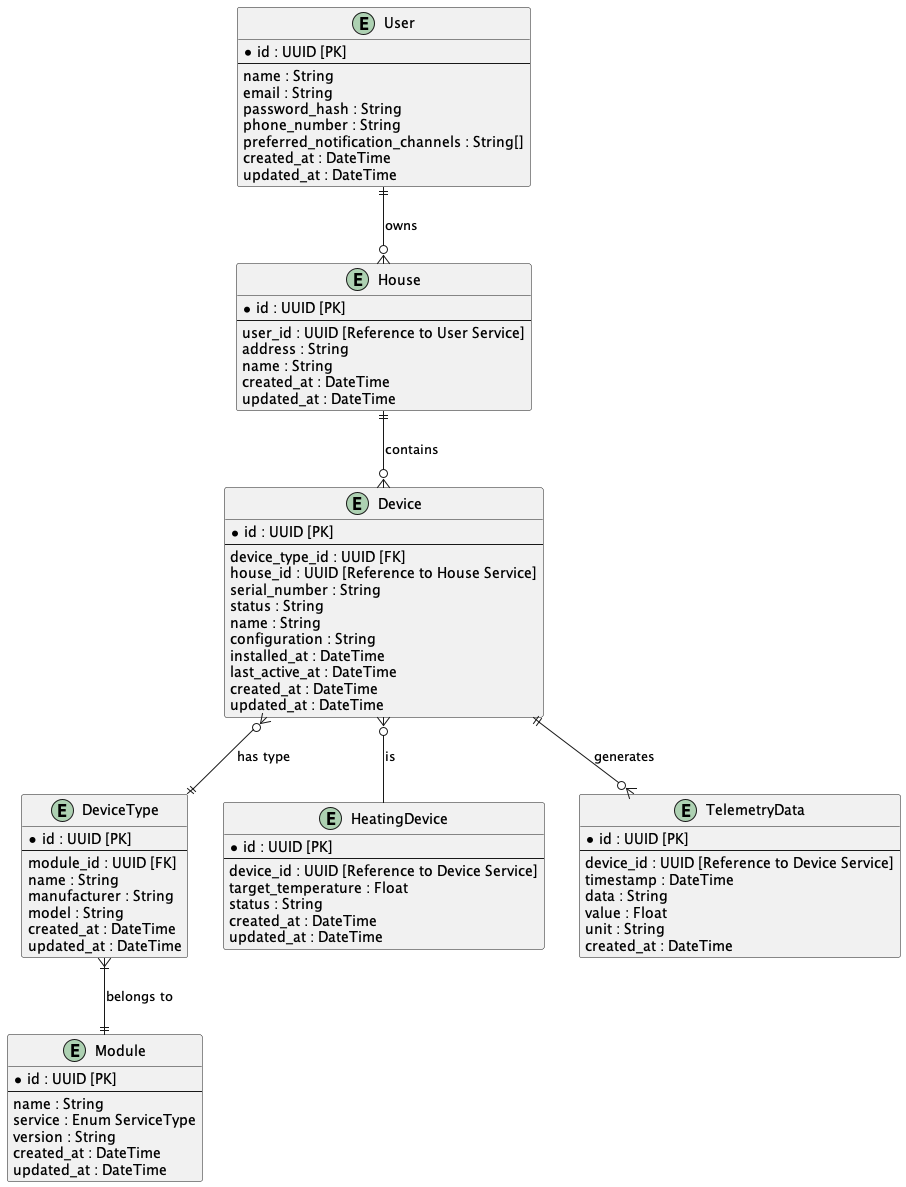 E User
* id : UUID [PK]
name : String
email : String
password_hash : String
phone_number : String
preferred_notification_channels : String[]
created_at : DateTime
updated_at : DateTime
owns
E House
* id : UUID [PK]
user_id : UUID [Reference to User Service]
address : String
name : String
created_at : DateTime
updated_at : DateTime
contains
E Device
* id : UUID [PK]
device_type_id : UUID [FK]
house_id : UUID [Reference to House Service]
serial_number : String
status : String
name : String
configuration : String
installed_at : DateTime
last_active_at : DateTime
created_at : DateTime
updated_at : DateTime
has type
is
generates
E DeviceType
* id : UUID [PK]
module_id : UUID [FK]
name : String
manufacturer : String
model : String
created_at : DateTime
updated_at : DateTime
E HeatingDevice
* id : UUID [PK]
device_id : UUID [Reference to Device Service]
target_temperature : Float
status : String
created_at : DateTime
updated_at : DateTime
E TelemetryData
* id : UUID [PK]
device_id : UUID [Reference to Device Service]
timestamp : DateTime
data : String
value : Float
unit : String
created_at : DateTime
belongs to
E Module
* id : UUID [PK]
name : String
service : Enum ServiceType
version : String
created_at : DateTime
updated_at : DateTime